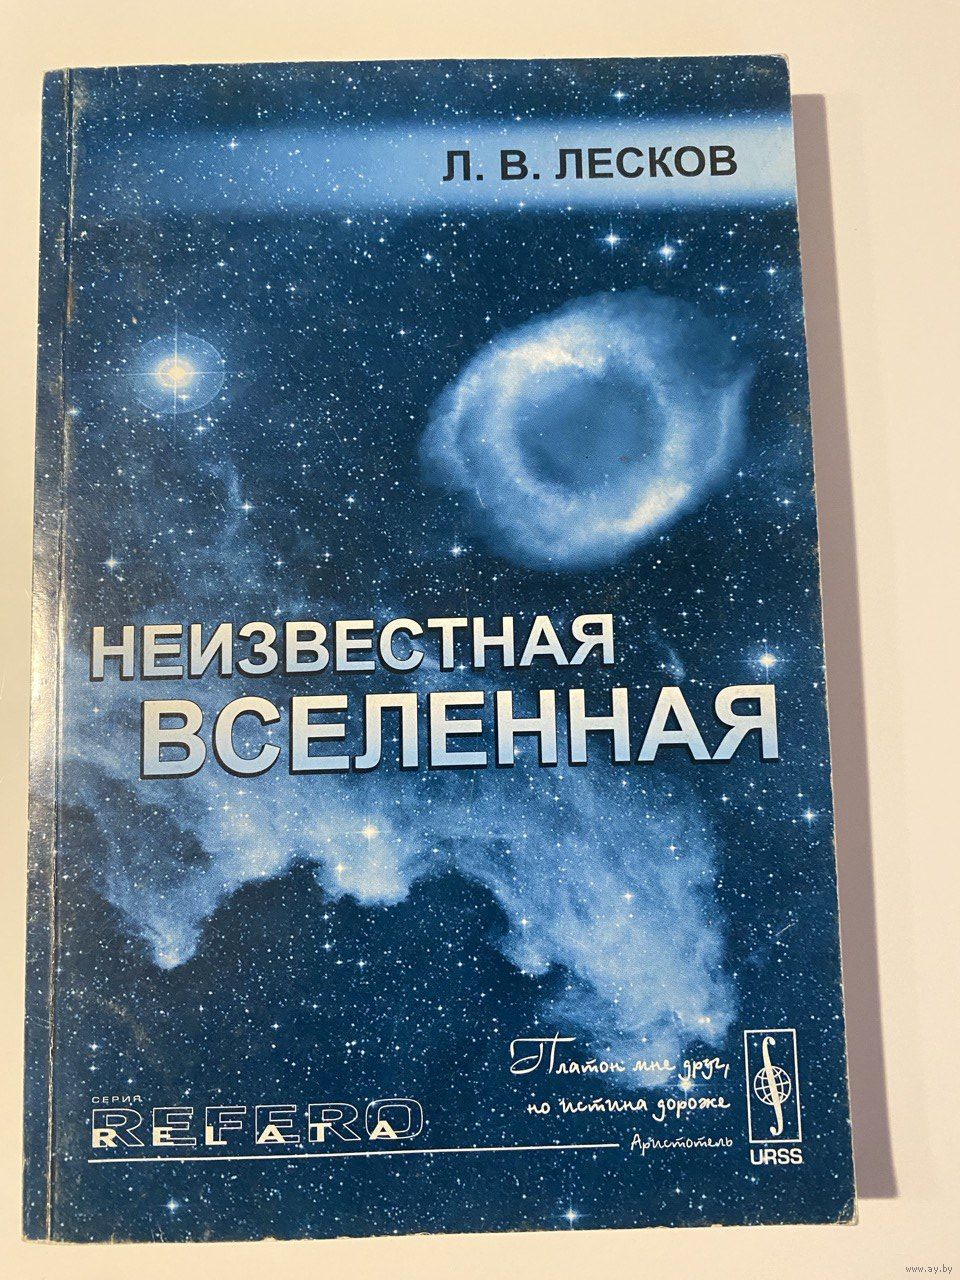 Л. В. ЛЕСКОВ
НЕИЗВЕСТНАЯ
ВСЕЛЕННАЯ
Платон мне друг,
но истина дороже
Аристотель
СЕРИЯ
REFERO
RELATA
URSS
www.ay.by